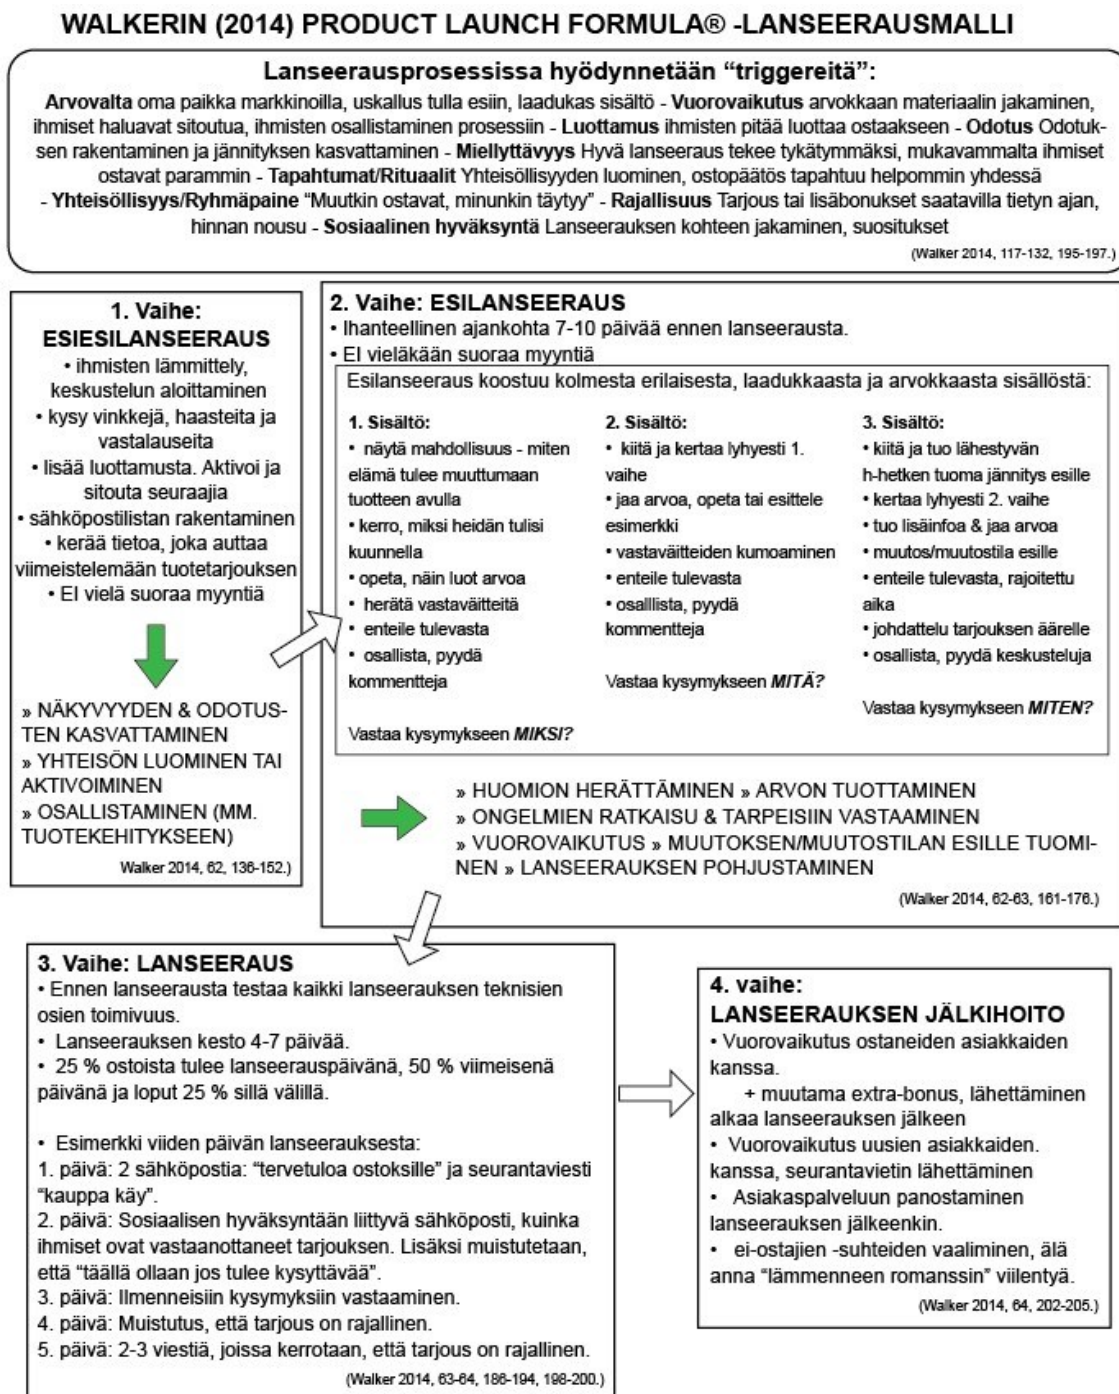 WALKERIN (2014) PRODUCT LAUNCH FORMULA® -LANSEERAUSMALLI
Lanseerausprosessissa hyödynnetään “triggereitä”:
Arvovalta oma paikka markkinoilla, uskallus tulla esiin, laadukas sisältö - Vuorovaikutus arvokkaan materiaalin jakaminen,
ihmiset haluavat sitoutua, ihmisten osallistaminen prosessiin - Luottamus ihmisten pitää luottaa ostaakseen - Odotus Odotuk-
sen rakentaminen ja jännityksen kasvattaminen - Miellyttävyys Hyvä lanseeraus tekee tykätymmäksi, mukavammalta ihmiset
ostavat parammin - Tapahtumat/Rituaalit Yhteisöllisyyden luominen, ostopäätös tapahtuu helpommin yhdessä
- Yhteisöllisyys/Ryhmäpaine “Muutkin ostavat, minunkin täytyy” - Rajallisuus Tarjous tai lisäbonukset saatavilla tietyn ajan,
hinnan nousu - Sosiaalinen hyväksyntä Lanseerauksen kohteen jakaminen, suositukset
(Walker 2014, 117-132, 195-197.)
1. Vaihe:
ESIESILANSEERAUS
• ihmisten lämmittely,
keskustelun aloittaminen
• kysy vinkkejä, haasteita ja
vastalauseita
• lisää luottamusta. Aktivoi ja
sitouta seuraajia
• sähköpostilistan rakentaminen
• kerää tietoa, joka auttaa
viimeistelemään tuotetarjouksen
• EI vielä suoraa myyntiä
» NÄKYVYYDEN & ODOTUS-
TEN KASVATTAMINEN
» YHTEISÖN LUOMINEN TAI
AKTIVOIMINEN
» OSALLISTAMINEN (MM.
TUOTEKEHITYKSEEN)
Walker 2014, 62, 136-152.)
2. Vaihe: ESILANSEERAUS
• Ihanteellinen ajankohta 7-10 päivää ennen lanseerausta.
• EI vieläkään suoraa myyntiä
Esilanseeraus koostuu kolmesta erilaisesta, laadukkaasta ja arvokkaasta sisällöstä:
1. Sisältö:
• näytä mahdollisuus - miten
elämä tulee muuttumaan
tuotteen avulla
• kerro, miksi heidän tulisi
kuunnella
• opeta, näin luot arvoa
• herätä vastaväitteitä
• enteile tulevasta
• osallista, pyydä
kommentteja
Vastaa kysymykseen MIKSI?
2. Sisältö:
• kiitä ja kertaa lyhyesti 1.
vaihe
• jaa arvoa, opeta tai esittele
esimerkki
• vastaväitteiden kumoaminen
• enteile tulevasta
• osalllista, pyydä
kommentteja
Vastaa kysymykseen MITÄ?
3. Sisältö:
• kiitä ja tuo lähestyvän
h-hetken tuoma jännitys esille
• kertaa lyhyesti 2. vaihe
• tuo lisäinfoa & jaa arvoa
• muutos/muutostila esille
• enteile tulevasta, rajoitettu
aika
• johdattelu tarjouksen äärelle
• osallista, pyydä keskusteluja
Vastaa kysymykseen MITEN?
» HUOMION HERÄTTÄMINEN » ARVON TUOTTAMINEN
» ONGELMIEN RATKAISU & TARPEISIIN VASTAAMINEN
» VUOROVAIKUTUS » MUUTOKSEN/MUUTOSTILAN ESILLE TUOMI-
NEN » LANSEERAUKSEN POHJUSTAMINEN
(Walker 2014, 62-63, 161-176.)
3. Vaihe: LANSEERAUS
• Ennen lanseerausta testaa kaikki lanseerauksen teknisien
osien toimivuus.
• Lanseerauksen kesto 4-7 päivää.
• 25 % ostoista tulee lanseerauspäivänä, 50 % viimeisenä
päivänä ja loput 25 % sillä välillä.
• Esimerkki viiden päivän lanseerauksesta:
1. päivä: 2 sähköpostia: “tervetuloa ostoksille” ja seurantaviesti
“kauppa käy”.
2. päivä: Sosiaalisen hyväksyntään liittyvä sähköposti, kuinka
ihmiset ovat vastaanottaneet tarjouksen. Lisäksi muistutetaan,
että “täällä ollaan jos tulee kysyttävää”.
3. päivä: Ilmenneisiin kysymyksiin vastaaminen.
4. päivä: Muistutus, että tarjous on rajallinen.
5. päivä: 2-3 viestiä, joissa kerrotaan, että tarjous on rajallinen.
(Walker 2014, 63-64, 186-194, 198-200.)
4. vaihe:
LANSEERAUKSEN JÄLKIHOITO
• Vuorovaikutus ostaneiden asiakkaiden
kanssa.
+ muutama extra-bonus, lähettäminen
alkaa lanseerauksen jälkeen
• Vuorovaikutus uusien asiakkaiden.
kanssa, seurantavietin lähettäminen
• Asiakaspalveluun panostaminen
lanseerauksen jälkeenkin.
• ei-ostajien -suhteiden vaaliminen, älä
anna “lämmenneen romanssin” viilentyä.
(Walker 2014, 64, 202-205.)